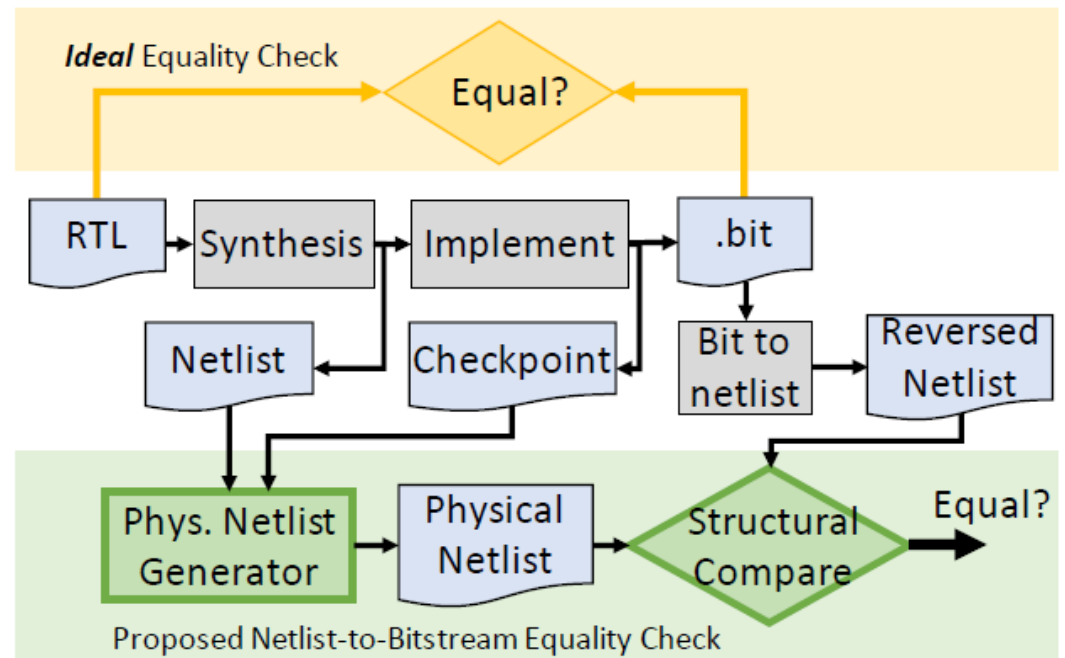 Ideal Equality Check
Equal?
RTL
Synthesis
Implement
.bit
Netlist
Checkpoint
Bit to
netlist
Reversed
Netlist
Phys. Netlist
Generator
Physical
Netlist
Structural
Compare
Equal?
Proposed Netlist-to-Bitstream Equality Check